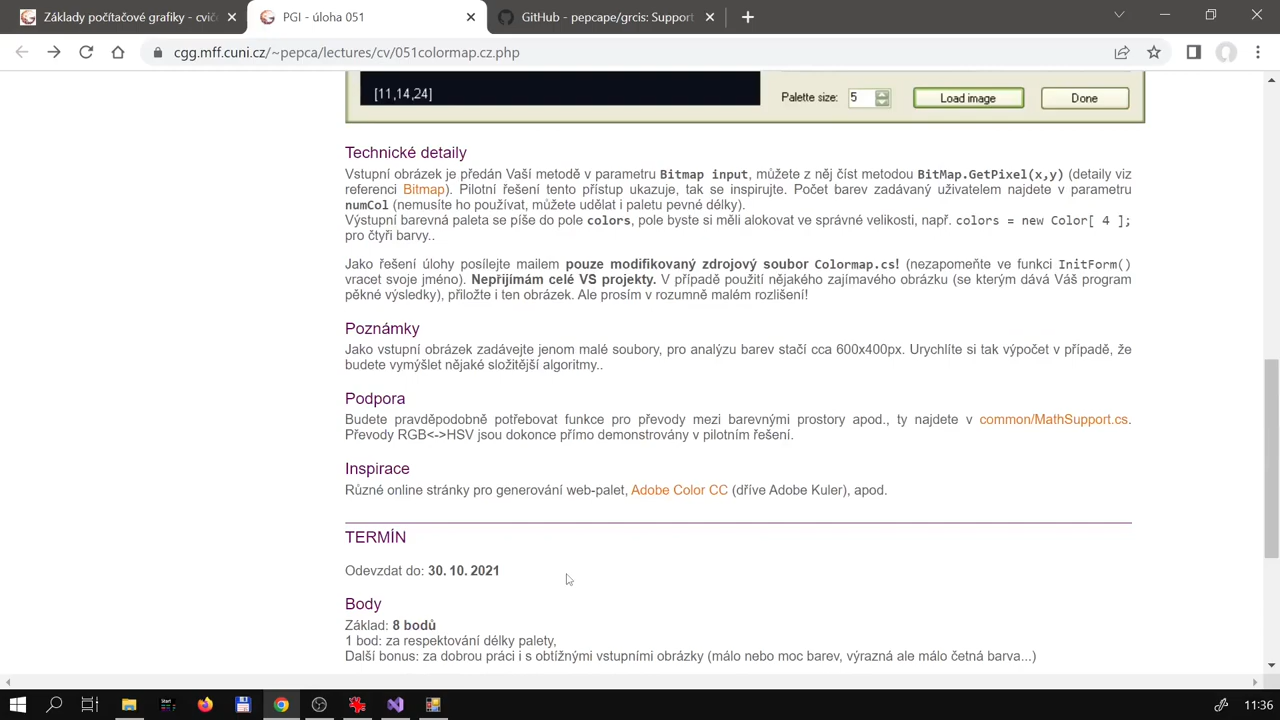 Základy počítačové grafiky - cvič
PGI - úloha 051
GitHub - pepcape/grcis: Support
cgg.mff.cuni.cz/~pepca/lectures/cv/051colormap.cz.php
[11,14,24]
Palette size: 5 Load image Done
Technické detaily
Vstupní obrázek je předán Vaší metodě v parametru Bitmap input, můžete z něj číst metodou BitMap.GetPixel(x,y) (detaily viz
referenci Bitmap). Pilotní řešení tento přístup ukazuje, tak se inspirujte. Počet barev zadávaný uživatelem najdete v parametru
numCol (nemusíte ho používat, můžete udělat i paletu pevné délky).
Výstupní barevná paleta se píše do pole colors, pole byste si měli alokovat ve správné velikosti, např. colors = new Color[ 4 ];
pro čtyři barvy..
Jako řešení úlohy posílejte mailem pouze modifikovaný zdrojový soubor Colormap.cs! (nezapomeňte ve funkci InitForm()
vracet svoje jméno). Nepřijímám celé VS projekty. V případě použití nějakého zajímavého obrázku (se kterým dává Váš program
pěkné výsledky), přiložte i ten obrázek. Ale prosím v rozumně malém rozlišení!
Poznámky
Jako vstupní obrázek zadávejte jenom malé soubory, pro analýzu barev stačí cca 600x400px. Urychlíte si tak výpočet v případě, že
budete vymýšlet nějaké složitější algoritmy..
Podpora
Budete pravděpodobně potřebovat funkce pro převody mezi barevnými prostory apod., ty najdete v common/MathSupport.cs.
Převody RGB<->HSV jsou dokonce přímo demonstrovány v pilotním řešení.
Inspirace
Různé online stránky pro generování web-palet, Adobe Color CC (dříve Adobe Kuler), apod.
TERMÍN
Odevzdat do: 30. 10. 2021
Body
Základ: 8 bodů
1 bod: za respektování délky palety,
Další bonus: za dobrou práci i s obtížnými vstupními obrázky (málo nebo moc barev, výrazná ale málo četná barva...)
11:36